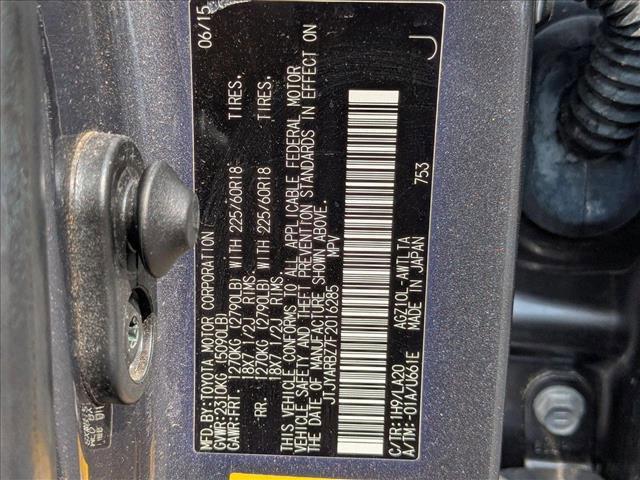 MFD. BY: TOYOTA MOTOR CORPORATION 06/15
GVWR: 2310KG (5090LB)
GAWR: FRT. 1270KG (2790LB) WITH 225/60R18 TIRES,
18X7 1/2J RIMS.
RR. 1270KG (2790LB) WITH 225/60R18 TIRES,
18X7 1/2J RIMS.
THIS VEHICLE CONFORMS TO ALL APPLICABLE FEDERAL MOTOR
VEHICLE SAFETY AND THEFT PREVENTION STANDARDS IN EFFECT ON
THE DATE OF MANUFACTURE SHOWN ABOVE.
JTJYARBZ7F2016285 MPV J
C/TR: 1H9/LA20 AGZ10L-AWTLTA 753
A/TM: -01A/U661E MADE IN JAPAN